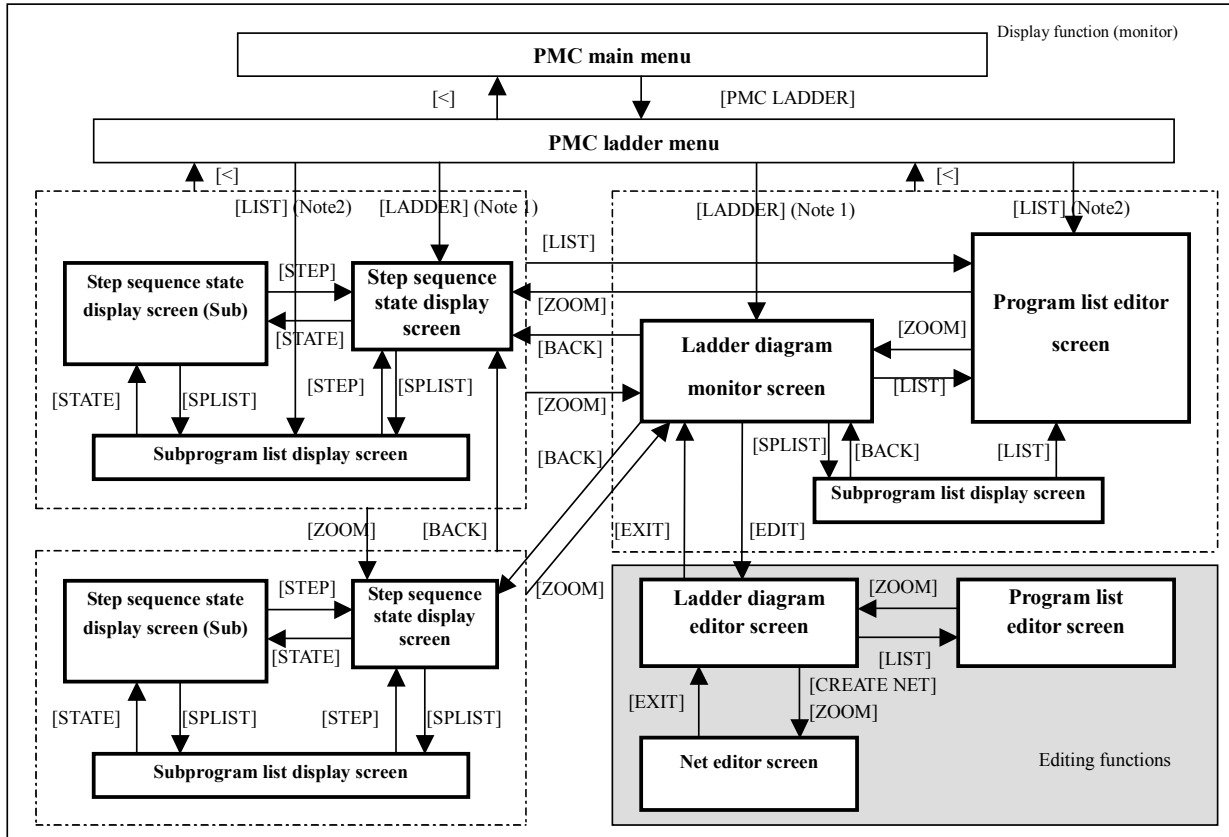 Display function (monitor)
PMC main menu
[<]
[PMC LADDER]
PMC ladder menu
[<]
[<]
[LIST] (Note2)
[LADDER] (Note 1)
[LADDER] (Note 1)
[LIST] (Note2)
Step sequence state
display screen (Sub)
[STEP]
[STATE]
Step sequence
state display
screen
[LIST]
[ZOOM]
[BACK]
[ZOOM]
Ladder diagram
monitor screen
[ZOOM]
[LIST]
Program list editor
screen
[STATE]
[SPLIST]
[STEP]
[SPLIST]
Subprogram list display screen
[BACK]
[SPLIST]
[BACK]
[LIST]
Subprogram list display screen
[ZOOM]
[BACK]
[EXIT]
[EDIT]
[ZOOM]
Step sequence state
display screen (Sub)
[STEP]
[STATE]
Step sequence
state display
screen
[STATE]
[SPLIST]
[STEP]
[SPLIST]
Subprogram list display screen
Ladder diagram
editor screen
[ZOOM]
[LIST]
Program list
editor screen
[EXIT]
[CREATE NET]
[ZOOM]
Net editor screen
Editing functions